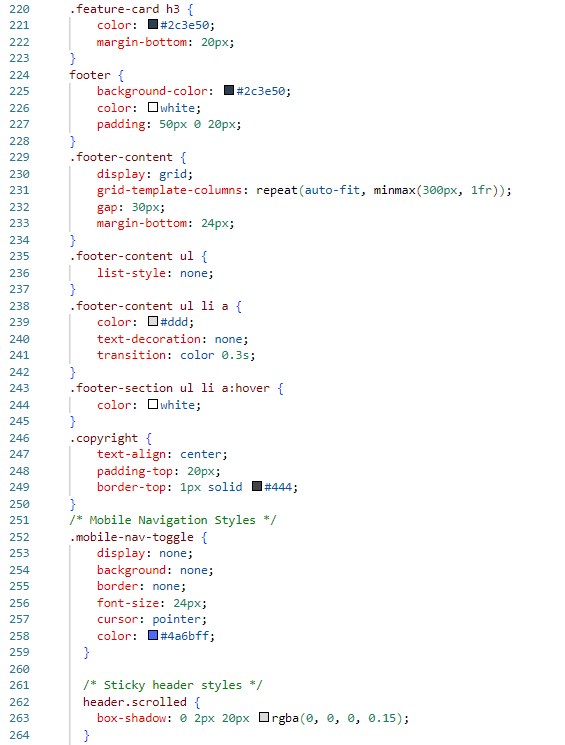 220 .feature-card h3 {
221 color: #2c3e50;
222 margin-bottom: 20px;
223 }
224 footer {
225 background-color: #2c3e50;
226 color: white;
227 padding: 50px 0 20px;
228 }
229 .footer-content {
230 display: grid;
231 grid-template-columns: repeat(auto-fit, minmax(300px, 1fr));
232 gap: 30px;
233 margin-bottom: 24px;
234 }
235 .footer-content ul {
236 list-style: none;
237 }
238 .footer-content ul li a {
239 color: #ddd;
240 text-decoration: none;
241 transition: color 0.3s;
242 }
243 .footer-section ul li a:hover {
244 color: white;
245 }
246 .copyright {
247 text-align: center;
248 padding-top: 20px;
249 border-top: 1px solid #444;
250 }
251 /* Mobile Navigation Styles */
252 .mobile-nav-toggle {
253 display: none;
254 background: none;
255 border: none;
256 font-size: 24px;
257 cursor: pointer;
258 color: #4a6bff;
259 }
260
261 /* Sticky header styles */
262 header.scrolled {
263 box-shadow: 0 2px 20px rgba(0, 0, 0, 0.15);
264 }